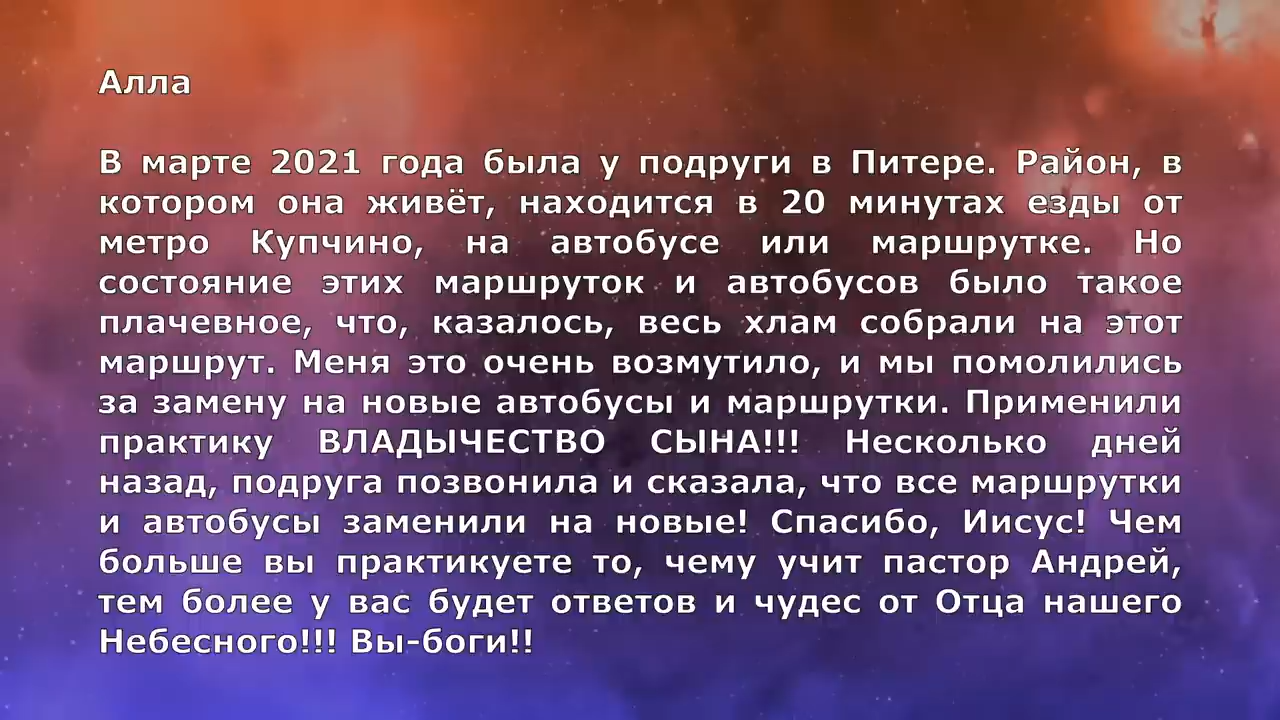 Алла
В марте 2021 года была у подруги в Питере. Район, в
котором она живёт, находится в 20 минутах езды от
метро Купчино, на автобусе или маршрутке. Но
состояние этих маршруток и автобусов было такое
плачевное, что, казалось, весь хлам собрали на этот
маршрут. Меня это очень возмутило, и мы помолились
за замену на новые автобусы и маршрутки. Применили
практику ВЛАДЫЧЕСТВО СЫНА!!! Несколько дней
назад, подруга позвонила и сказала, что все маршрутки
и автобусы заменили на новые! Спасибо, Иисус! Чем
больше вы практикуете то, чему учит пастор Андрей,
тем более у вас будет ответов и чудес от Отца нашего
Небесного!!! Вы-боги!!